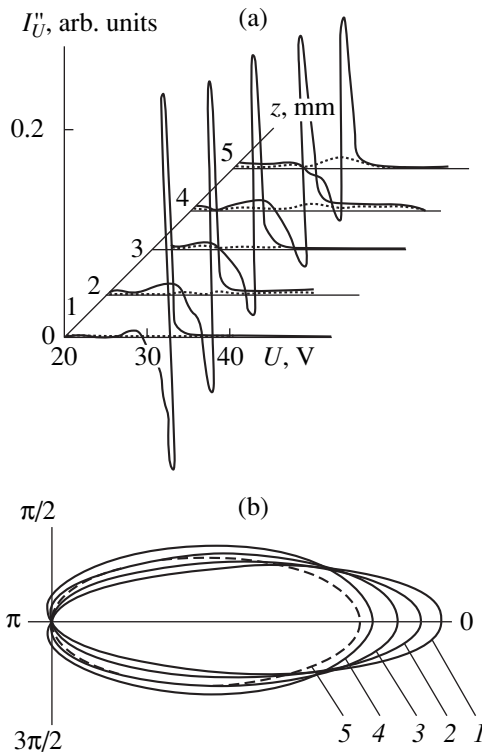 (a)
I''U, arb. units
0.2
z, mm
5
4
3
2
1
0
20 30 40 U, V
(b)
π/2
π 0
3π/2
5 4 3 2 1